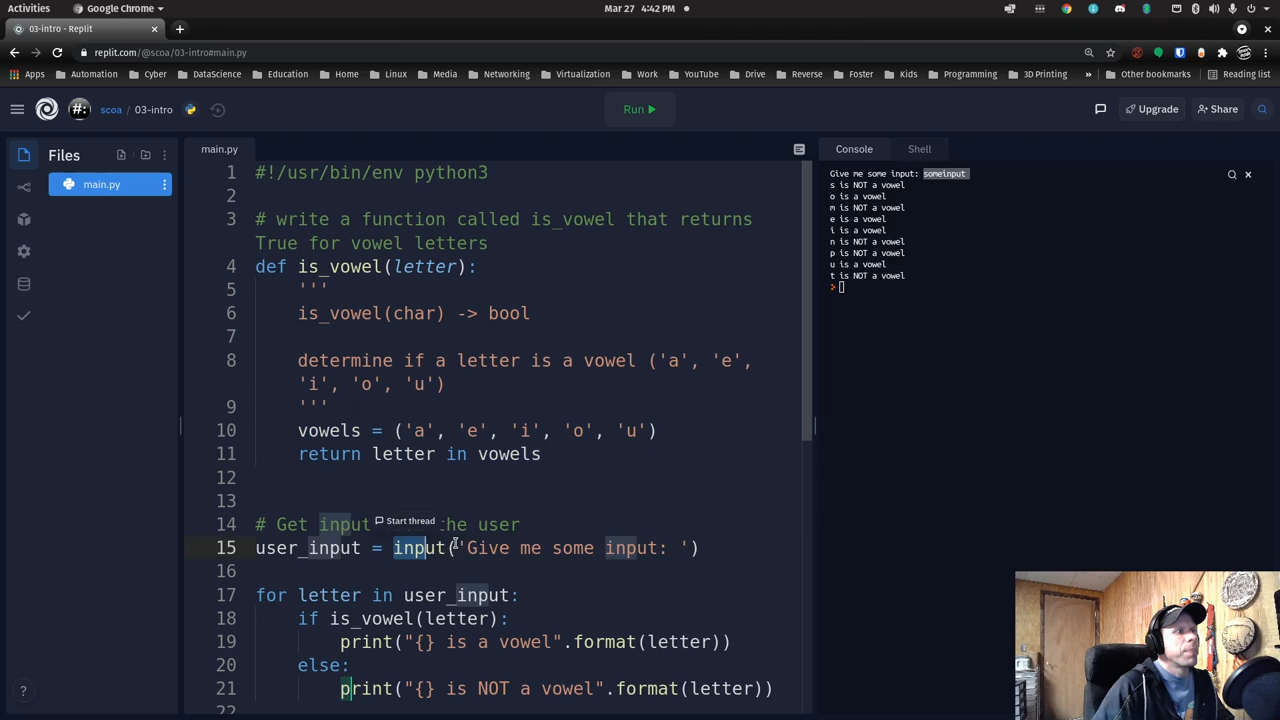 Activities
Google Chrome
Mar 27 4:42 PM
03-intro - Replit
replit.com/@scoa/03-intro#main.py
Apps Automation Cyber DataScience Education Home Linux Media Networking Virtualization Work YouTube Drive Reverse Foster Kids Programming 3D Printing » Other bookmarks Reading list
scoa / 03-intro
Run
Upgrade
Share
Files
main.py
main.py
1 #!/usr/bin/env python3
2
3 # write a function called is_vowel that returns
True for vowel letters
4 def is_vowel(letter):
5 '''
6 is_vowel(char) -> bool
7
8 determine if a letter is a vowel ('a', 'e',
'i', 'o', 'u')
9 '''
10 vowels = ('a', 'e', 'i', 'o', 'u')
11 return letter in vowels
12
13
Start thread
14 # Get input the user
15 user_input = input('Give me some input: ')
16
17 for letter in user_input:
18 if is_vowel(letter):
19 print("{} is a vowel".format(letter))
20 else:
21 print("{} is NOT a vowel".format(letter))
22
Console Shell
Give me some input: someinput
s is NOT a vowel
o is a vowel
m is NOT a vowel
e is a vowel
i is a vowel
n is NOT a vowel
p is NOT a vowel
u is a vowel
t is NOT a vowel
>
?